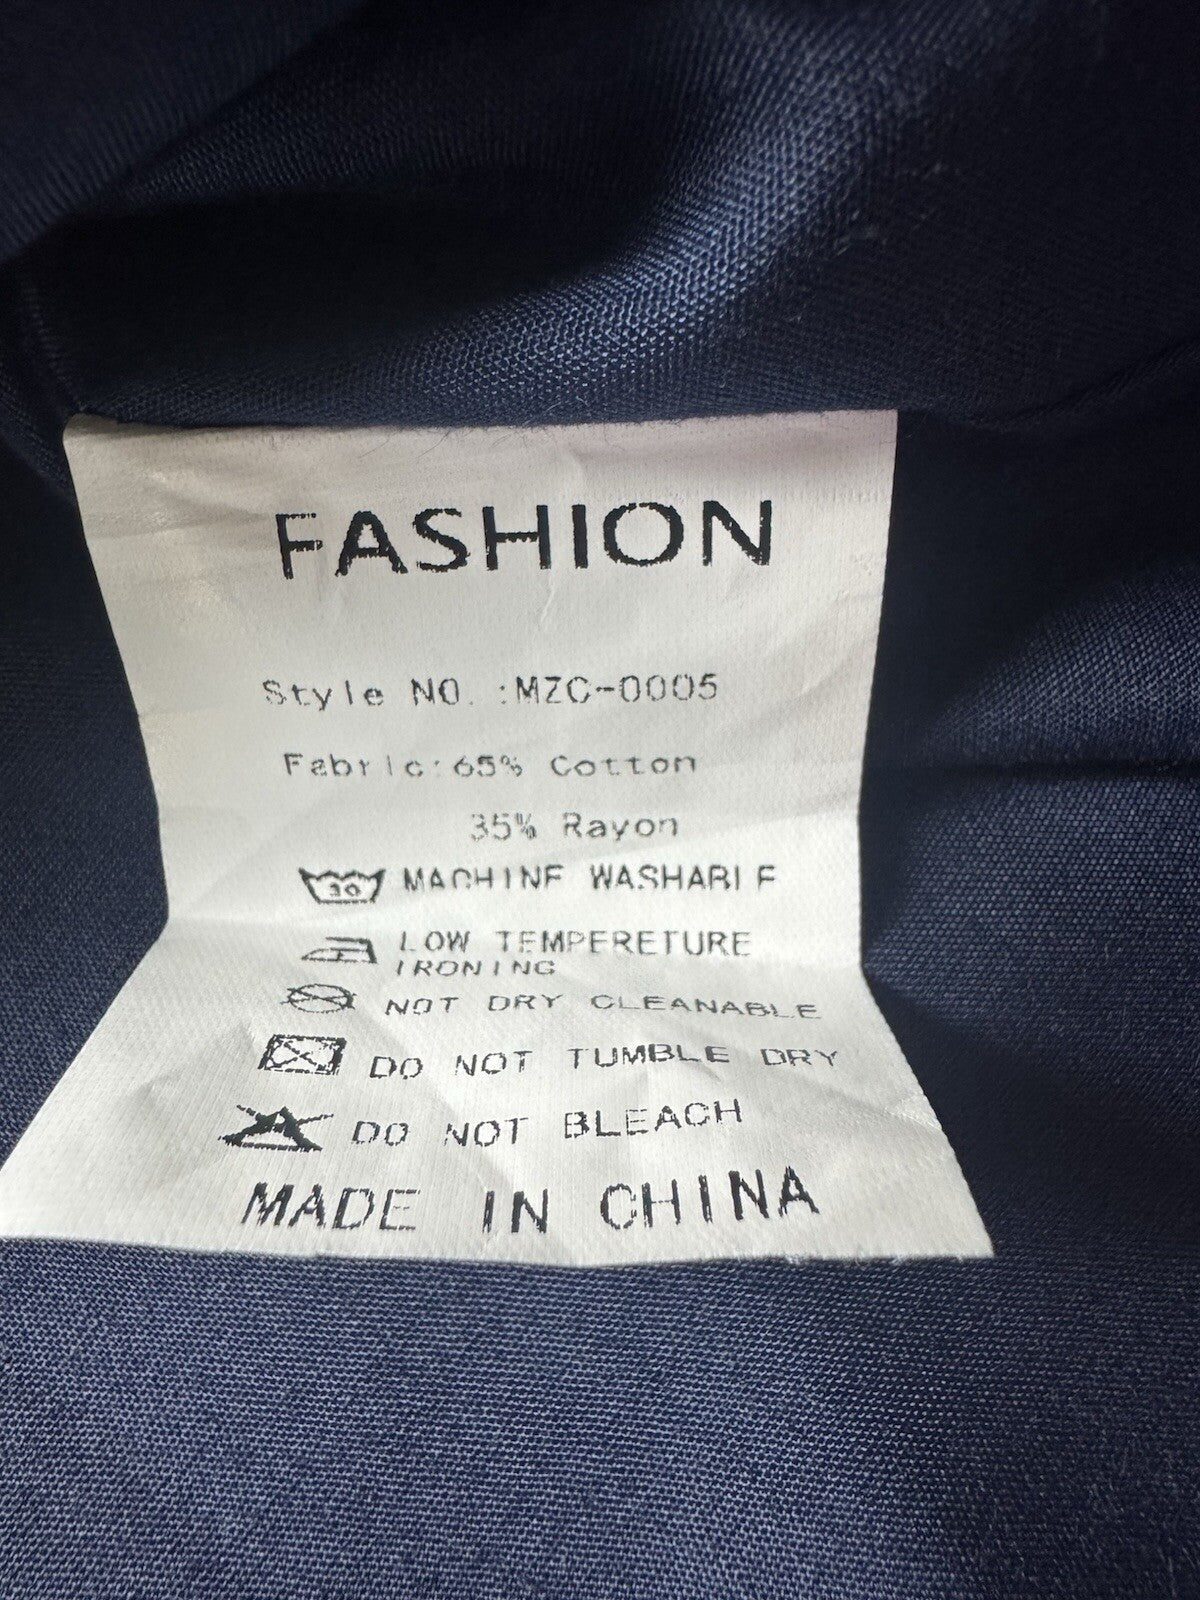 FASHION
Style NO. :MZC-0005
Fabric:65% Cotton
35% Rayon
30 MACHINE WASHABLE
LOW TEMPERETURE
IRONING
NOT DRY CLEANABLE
DO NOT TUMBLE DRY
DO NOT BLEACH
MADE IN CHINA